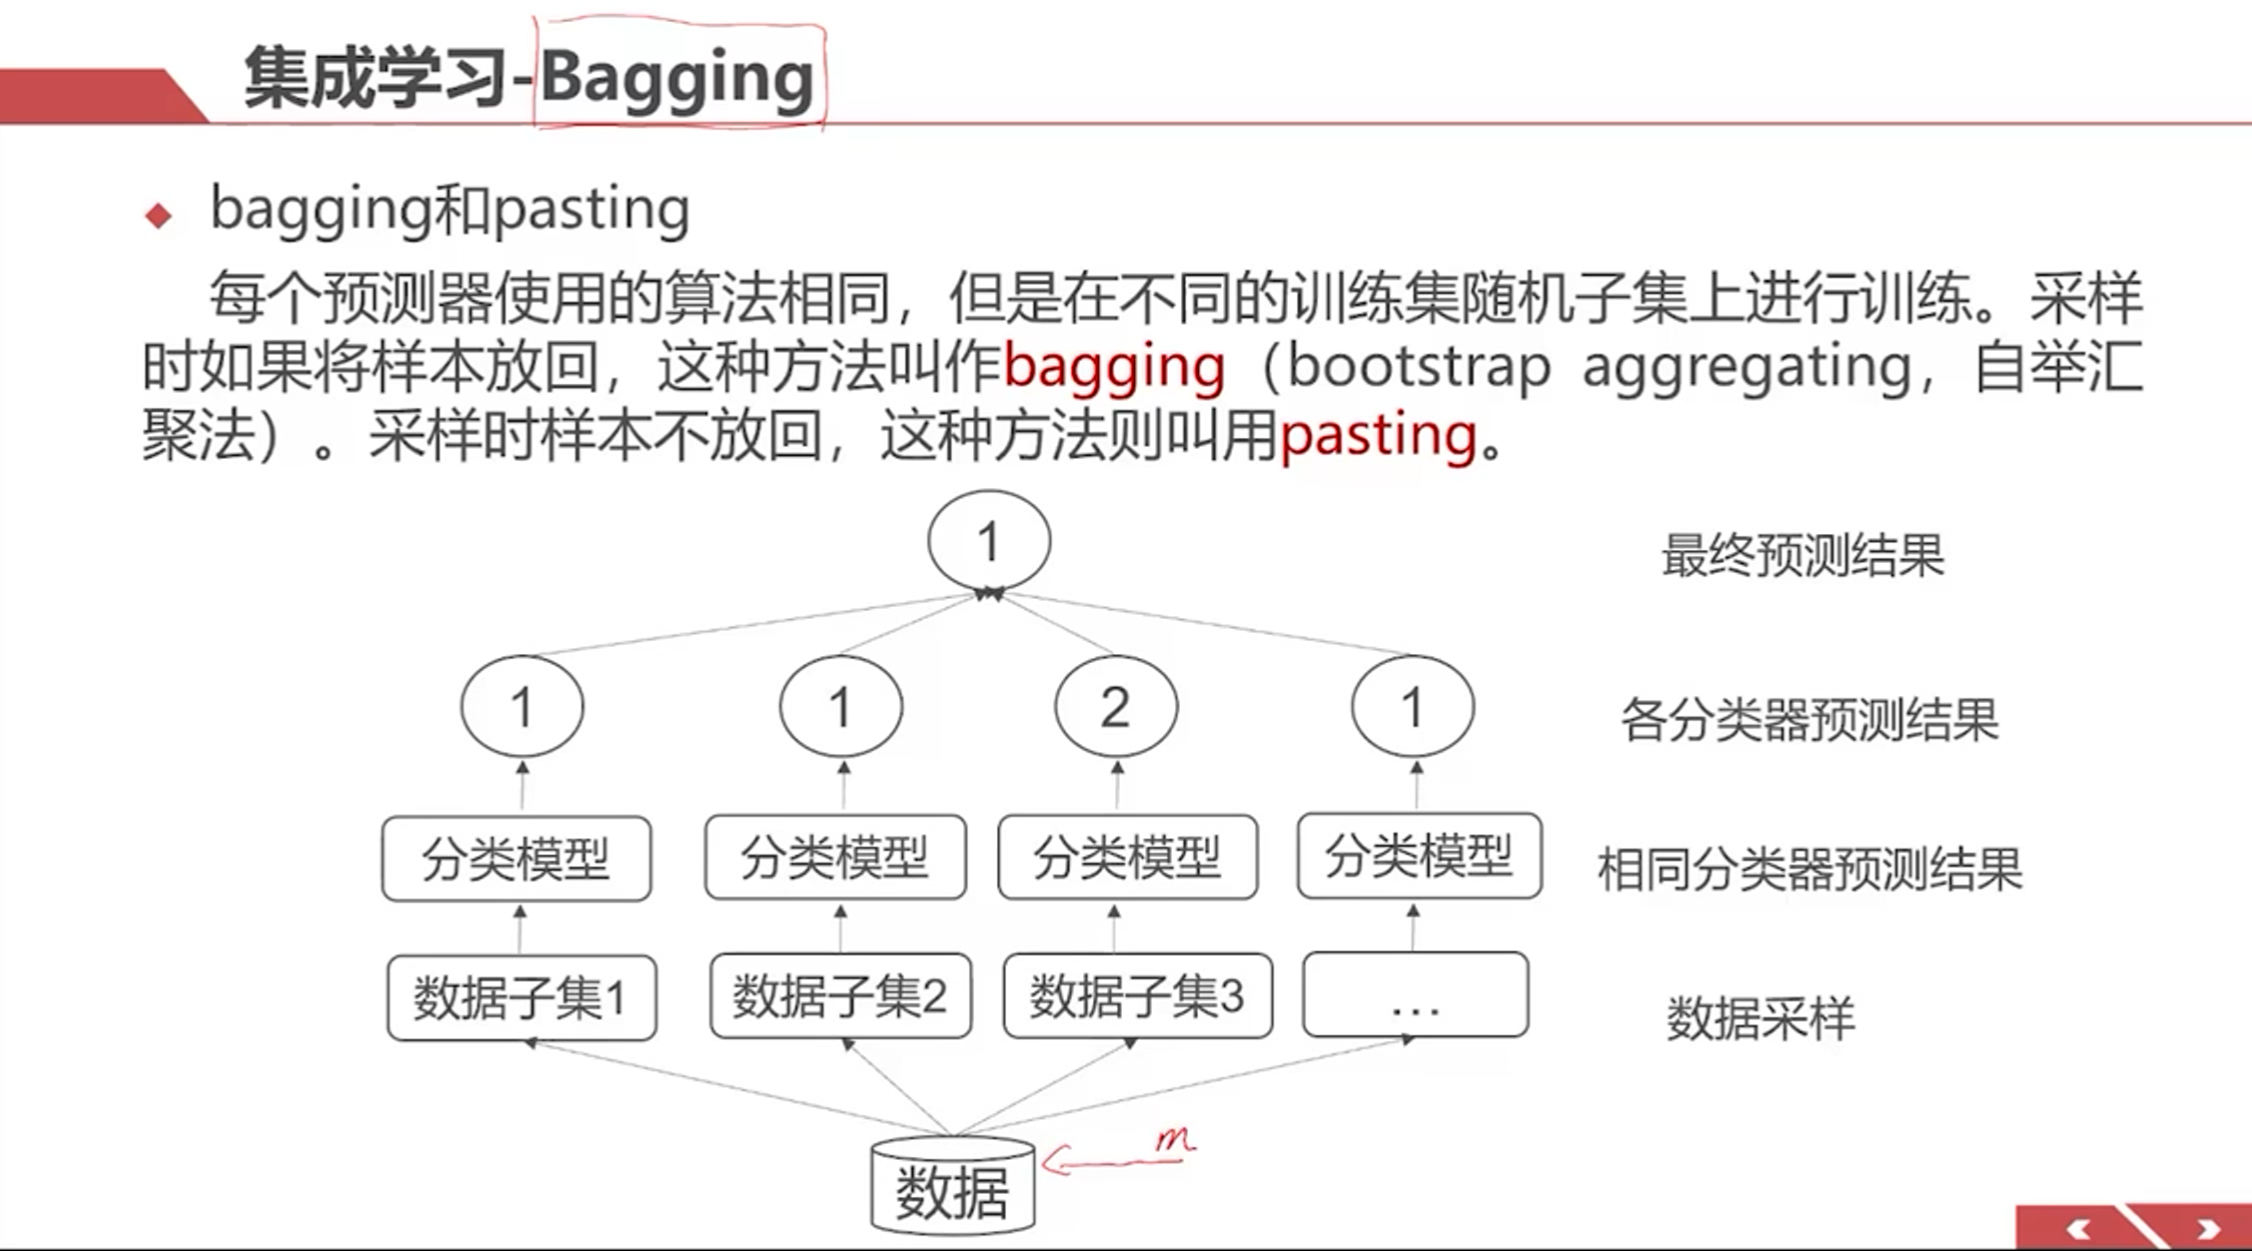 集成学习-Bagging
bagging和pasting
每个预测器使用的算法相同，但是在不同的训练集随机子集上进行训练。采样
时如果将样本放回，这种方法叫作bagging（bootstrap aggregating，自举汇
聚法）。采样时样本不放回，这种方法则叫用pasting。
1
最终预测结果
1 1 2 1
各分类器预测结果
分类模型 分类模型 分类模型 分类模型
相同分类器预测结果
数据子集1 数据子集2 数据子集3 …
数据采样
m
数据